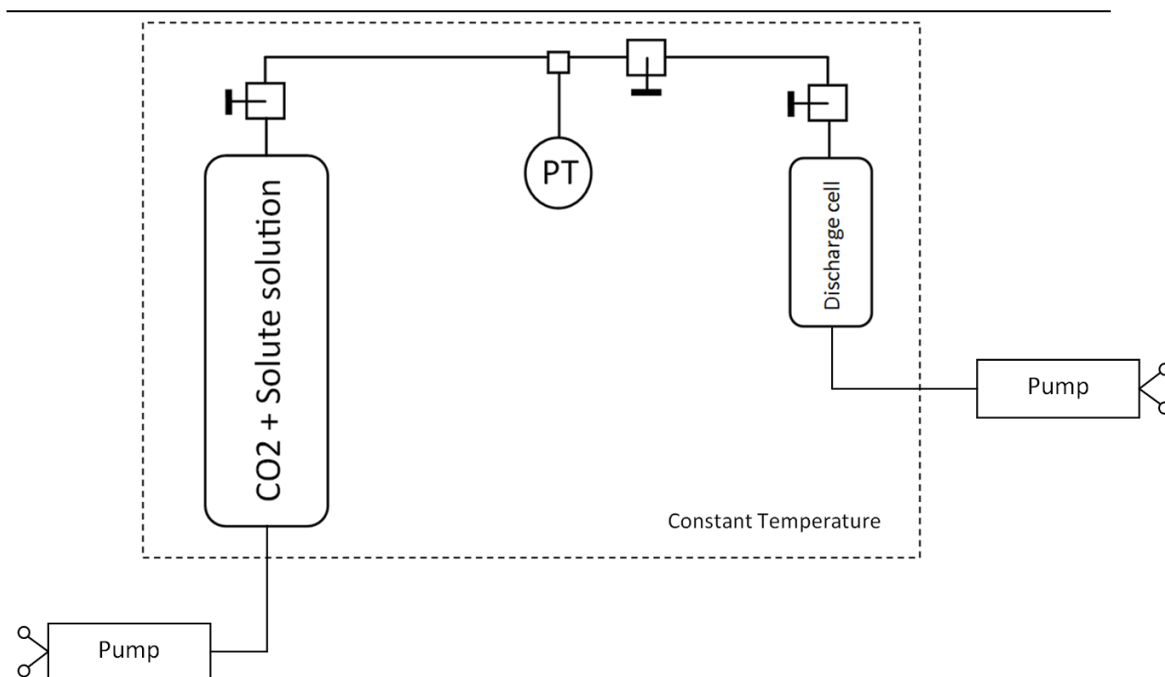 PT
CO2 + Solute solution
Discharge cell
Pump
Constant Temperature
Pump